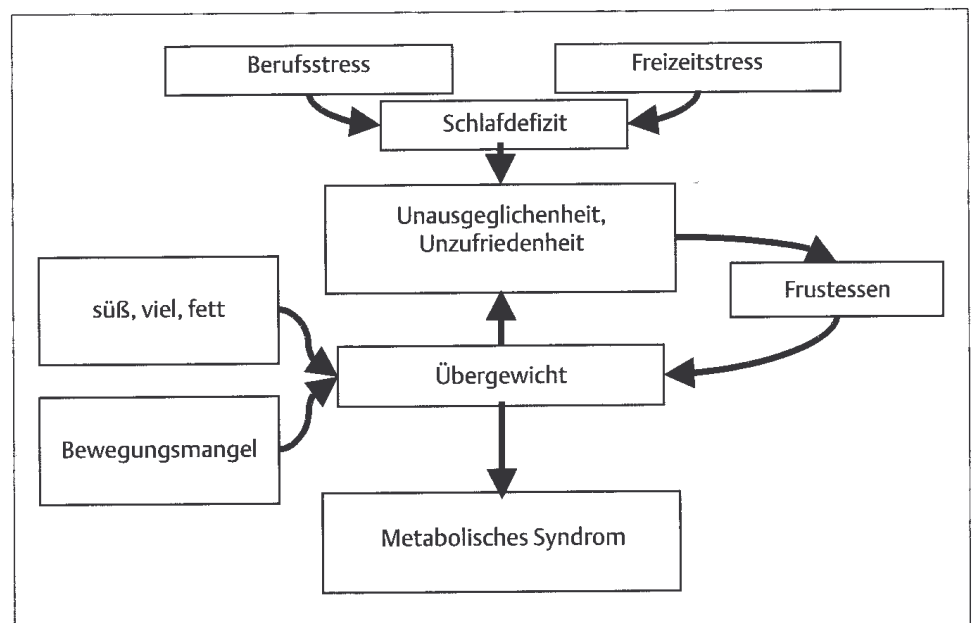 Berufsstress
Freizeitstress
Schlafdefizit
Unausgeglichenheit,
Unzufriedenheit
süß, viel, fett
Frustessen
Übergewicht
Bewegungsmangel
Metabolisches Syndrom